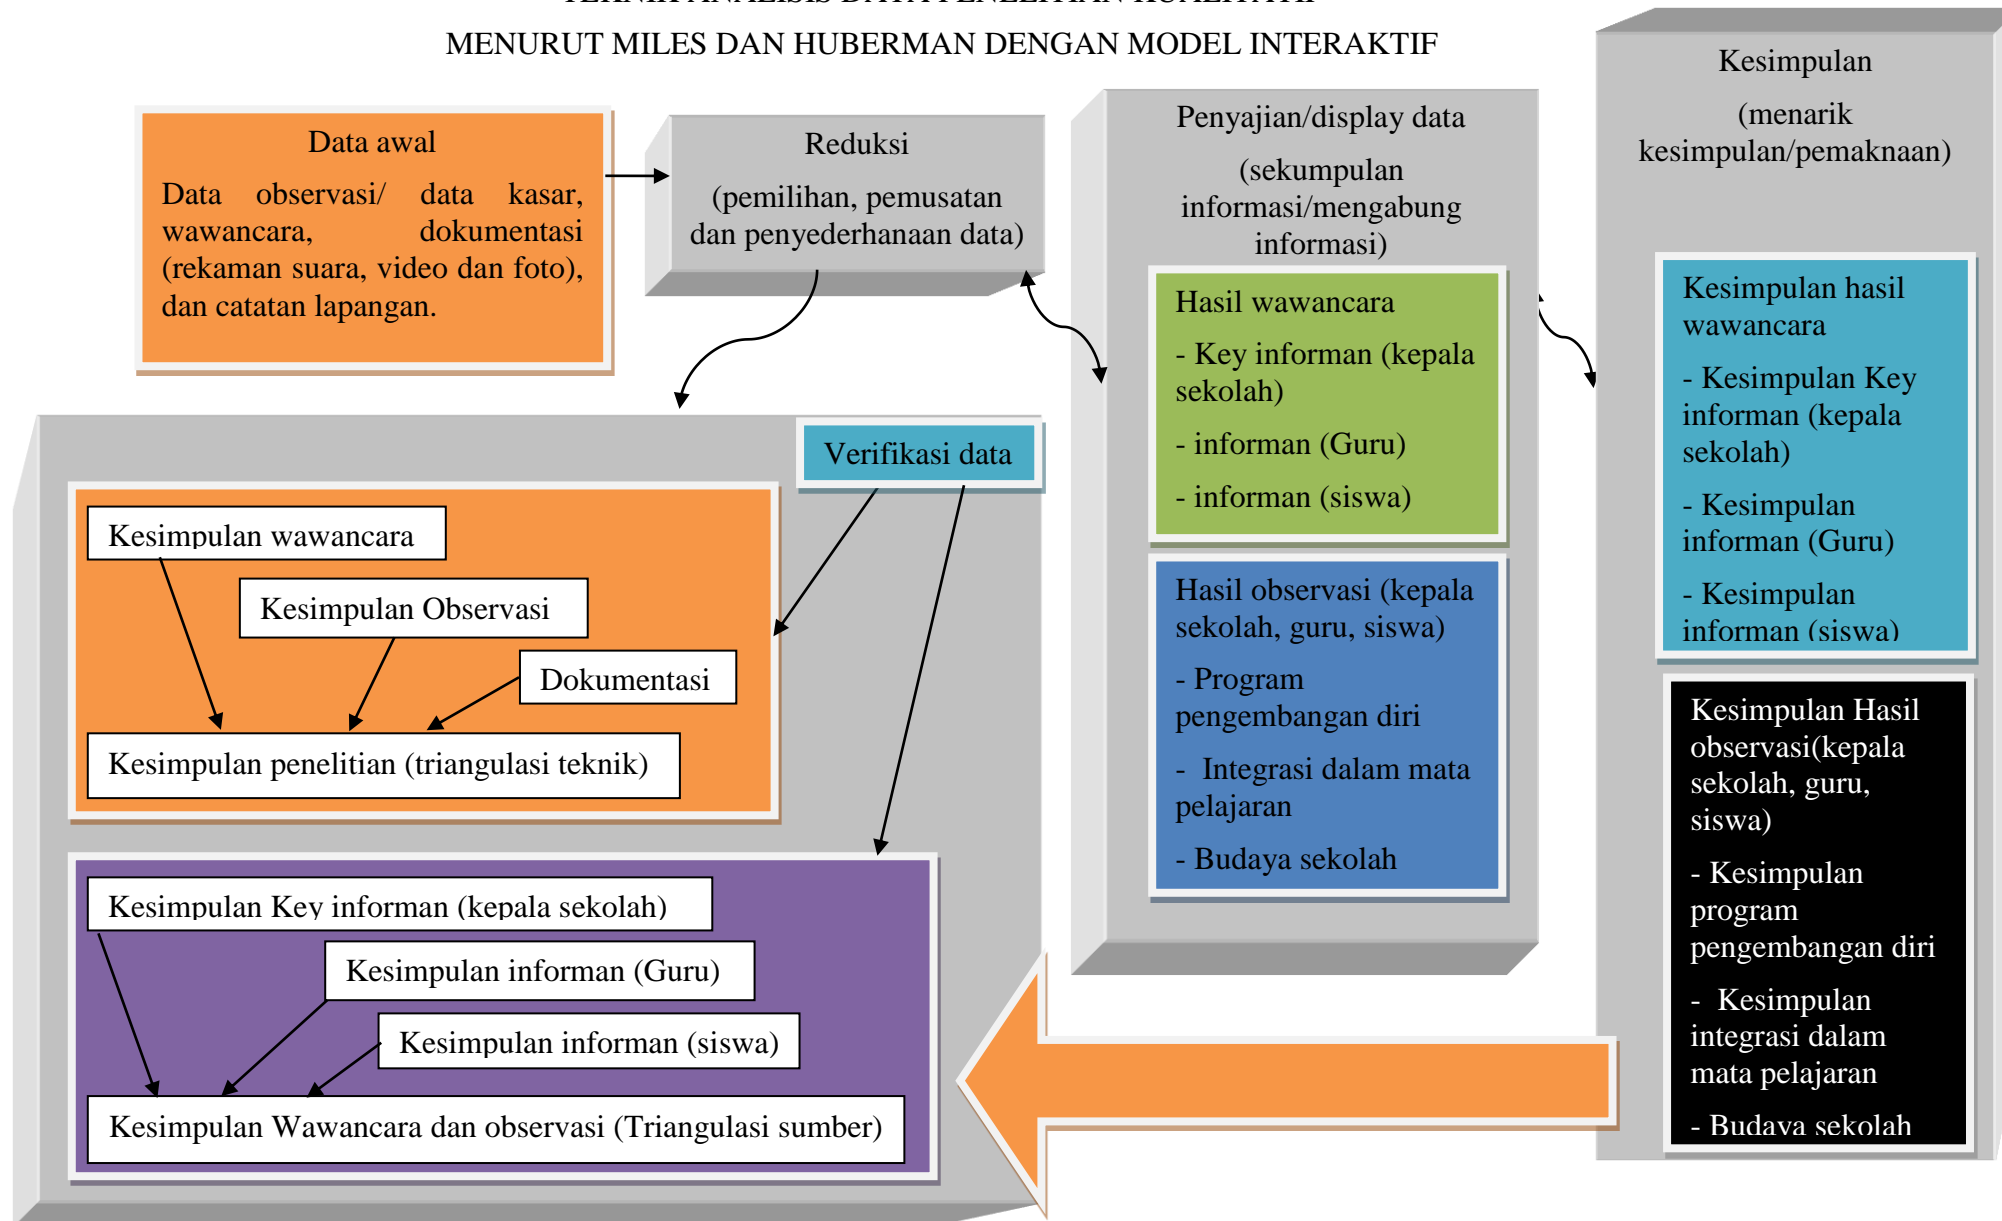 TEKNIK ANALISIS DATA PENELITIAN KUALITATIF
MENURUT MILES DAN HUBERMAN DENGAN MODEL INTERAKTIF
Data awal
Data observasi/ data kasar,
wawancara, dokumentasi
(rekaman suara, video dan foto),
dan catatan lapangan.
Reduksi
(pemilihan, pemusatan
dan penyederhanaan data)
Penyajian/display data
(sekumpulan
informasi/mengabung
informasi)
Hasil wawancara
- Key informan (kepala
sekolah)
- informan (Guru)
- informan (siswa)
Hasil observasi (kepala
sekolah, guru, siswa)
- Program
pengembangan diri
- Integrasi dalam mata
pelajaran
- Budaya sekolah
Kesimpulan
(menarik
kesimpulan/pemaknaan)
Kesimpulan hasil
wawancara
- Kesimpulan Key
informan (kepala
sekolah)
- Kesimpulan
informan (Guru)
- Kesimpulan
informan (siswa)
Kesimpulan Hasil
observasi(kepala
sekolah, guru,
siswa)
- Kesimpulan
program
pengembangan diri
- Kesimpulan
integrasi dalam
mata pelajaran
- Budaya sekolah
Verifikasi data
Kesimpulan wawancara
Kesimpulan Observasi
Dokumentasi
Kesimpulan penelitian (triangulasi teknik)
Kesimpulan Key informan (kepala sekolah)
Kesimpulan informan (Guru)
Kesimpulan informan (siswa)
Kesimpulan Wawancara dan observasi (Triangulasi sumber)